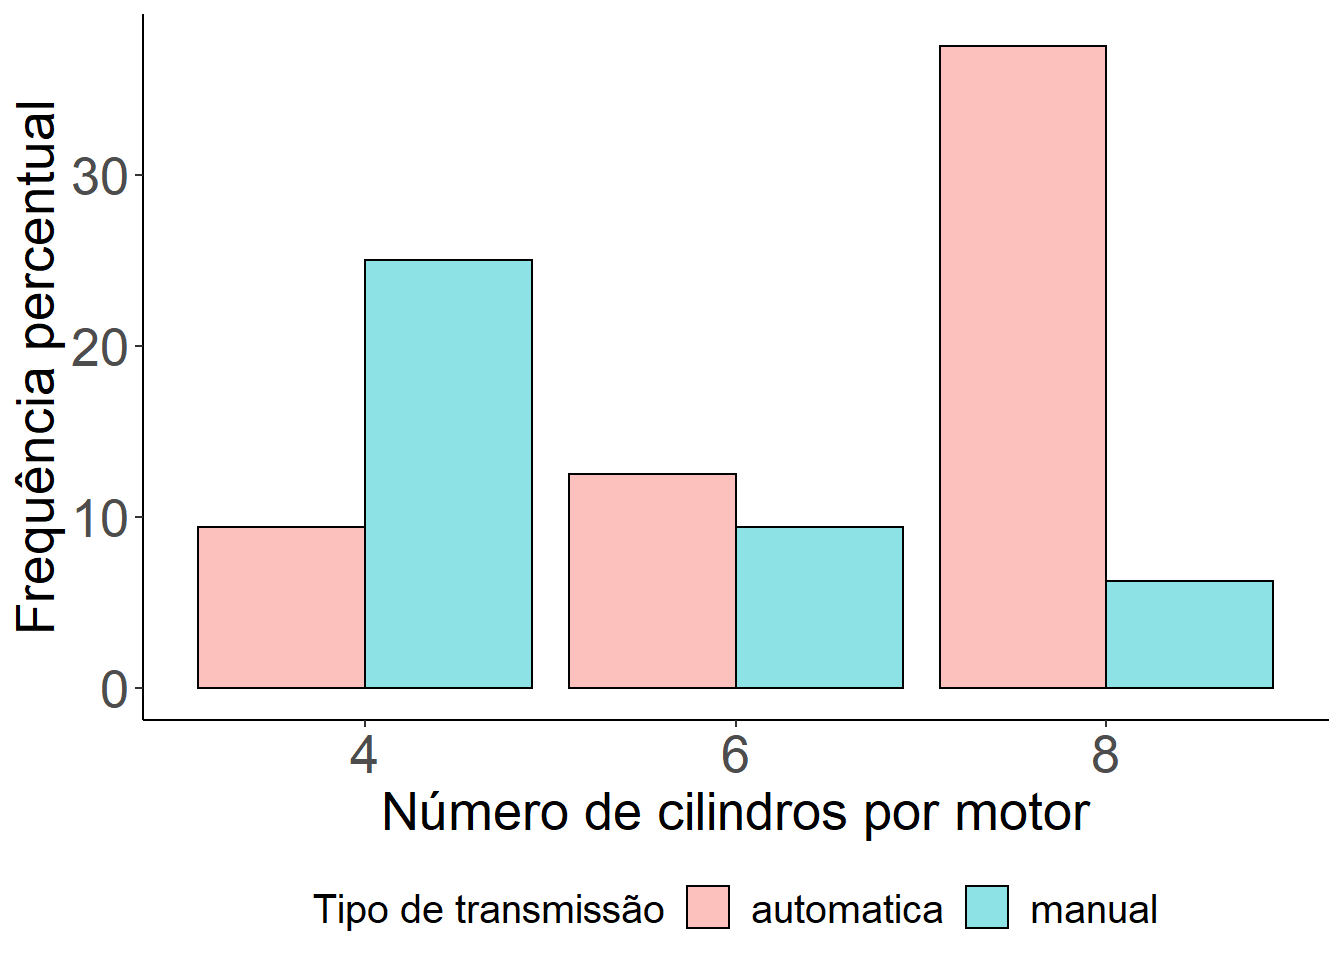 Frequência percentual
30
20
10
0
4 6 8
Número de cilindros por motor
Tipo de transmissão automatica manual